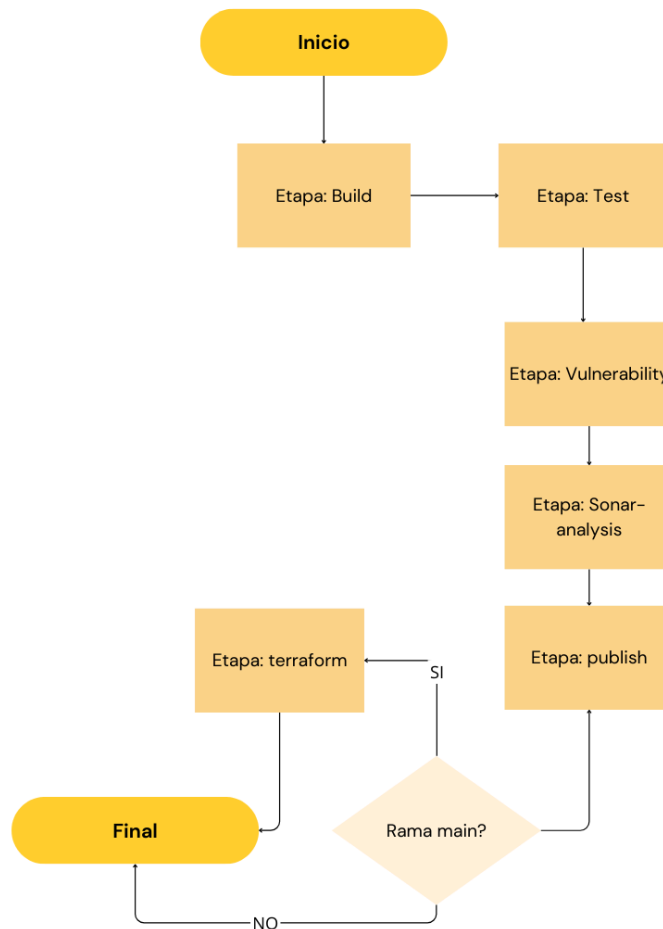 Inicio
Etapa: Build
Etapa: Test
Etapa: Vulnerability
Etapa: Sonar-
analysis
Etapa: publish
Etapa: terraform
SI
Rama main?
Final
NO